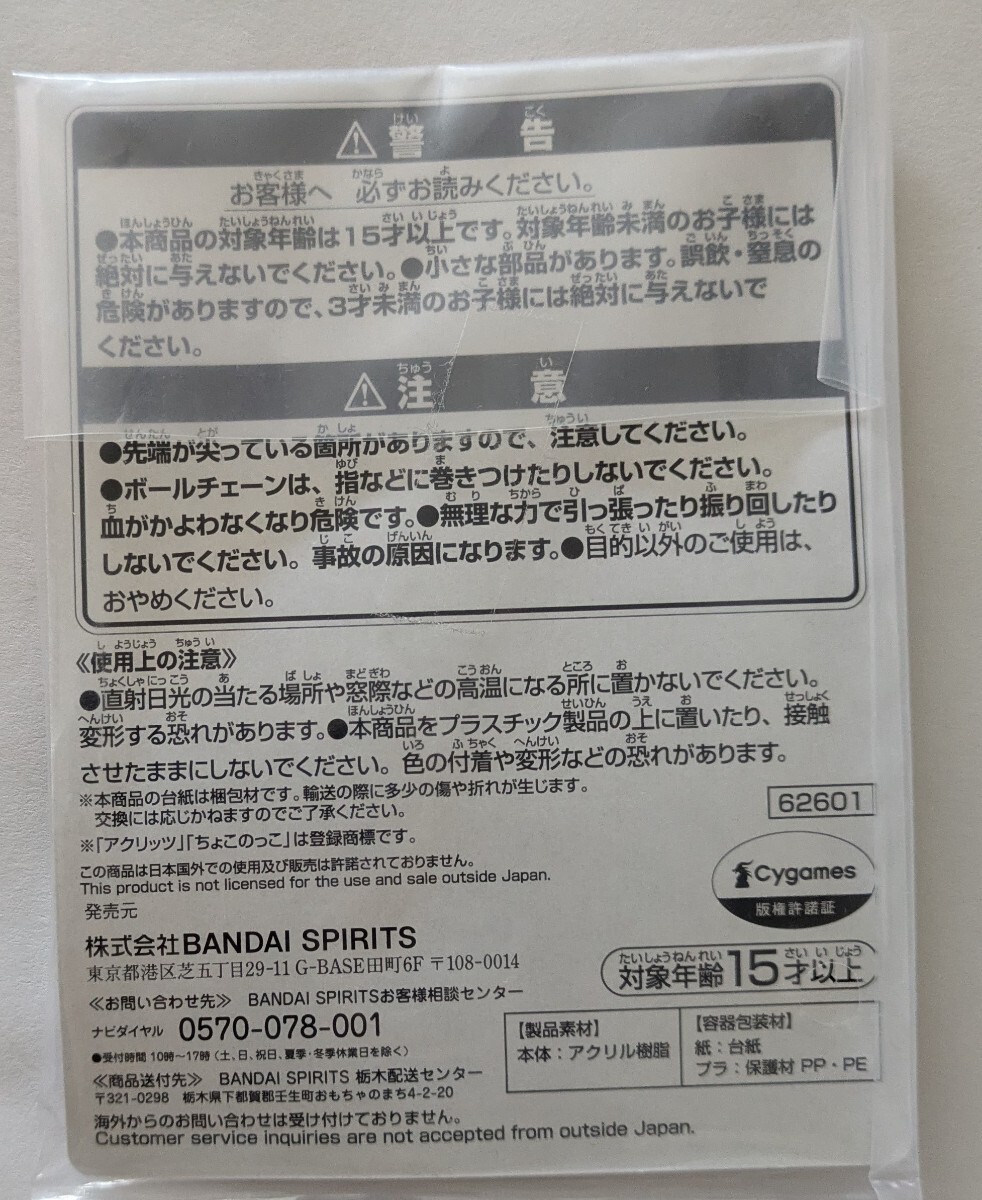 ⚠警告
お客様へ 必ずお読みください。
●本商品の対象年齢は15才以上です。対象年齢未満のお子様には
絶対に与えないでください。●小さな部品があります。誤飲・窒息の
危険がありますので、3才未満のお子様には絶対に与えないで
ください。
⚠注意
●先端が尖っている箇所がありますので、注意してください。
●ボールチェーンは、指などに巻きつけたりしないでください。
血がかよわなくなり危険です。●無理な力で引っ張ったり振り回したり
しないでください。事故の原因になります。●目的以外のご使用は、
おやめください。
《使用上の注意》
●直射日光の当たる場所や窓際などの高温になる所に置かないでください。
変形する恐れがあります。●本商品をプラスチック製品の上に置いたり、接触
させたままにしないでください。色の付着や変形などの恐れがあります。
※本商品の台紙は梱包材です。輸送の際に多少の傷や折れが生じます。
交換には応じかねますのでご了承ください。
62601
※「アクリッツ」「ちょこのっこ」は登録商標です。
この商品は日本国外での使用及び販売は許諾されておりません。
This product is not licensed for the use and sale outside Japan.
Cygames
版権許諾証
発売元
株式会社BANDAI SPIRITS
東京都港区芝五丁目29-11 G-BASE田町6F 〒108-0014
対象年齢15才以上
≪お問い合わせ先≫ BANDAI SPIRITSお客様相談センター
ナビダイヤル 0570-078-001
●受付時間 10時〜17時(土、日、祝日、夏季・冬季休業日を除く)
【製品素材】
本体:アクリル樹脂
【容器包装材】
紙:台紙
プラ:保護材 PP・PE
≪商品送付先≫ BANDAI SPIRITS 栃木配送センター
〒321-0298 栃木県下都賀郡壬生町おもちゃのまち4-2-20
海外からのお問い合わせは受け付けておりません。
Customer service inquiries are not accepted from outside Japan.